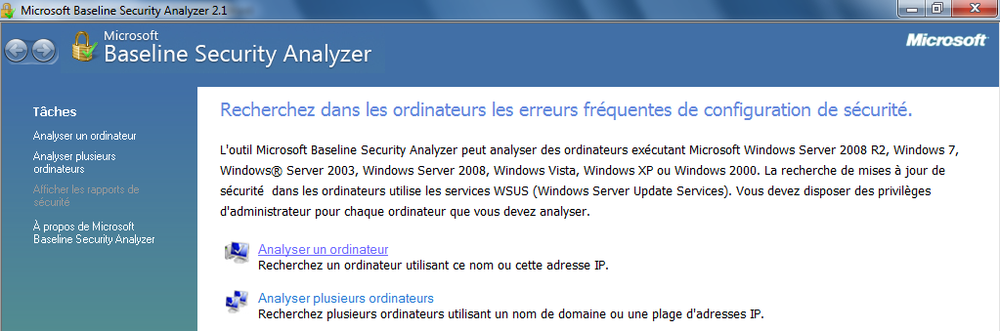 Microsoft Baseline Security Analyzer 2.1
Microsoft
Baseline Security Analyzer
Microsoft
Tâches
Analyser un ordinateur
Analyser plusieurs
ordinateurs
Afficher les rapports de
sécurité
À propos de Microsoft
Baseline Security Analyzer
Recherchez dans les ordinateurs les erreurs fréquentes de configuration de sécurité.
L'outil Microsoft Baseline Security Analyzer peut analyser des ordinateurs exécutant Microsoft Windows Server 2008 R2, Windows 7,
Windows® Server 2003, Windows Server 2008, Windows Vista, Windows XP ou Windows 2000. La recherche de mises à jour de
sécurité dans les ordinateurs utilise les services WSUS (Windows Server Update Services). Vous devez disposer des privilèges
d'administrateur pour chaque ordinateur que vous devez analyser.
Analyser un ordinateur
Recherchez un ordinateur utilisant ce nom ou cette adresse IP.
Analyser plusieurs ordinateurs
Recherchez plusieurs ordinateurs utilisant un nom de domaine ou une plage d'adresses IP.